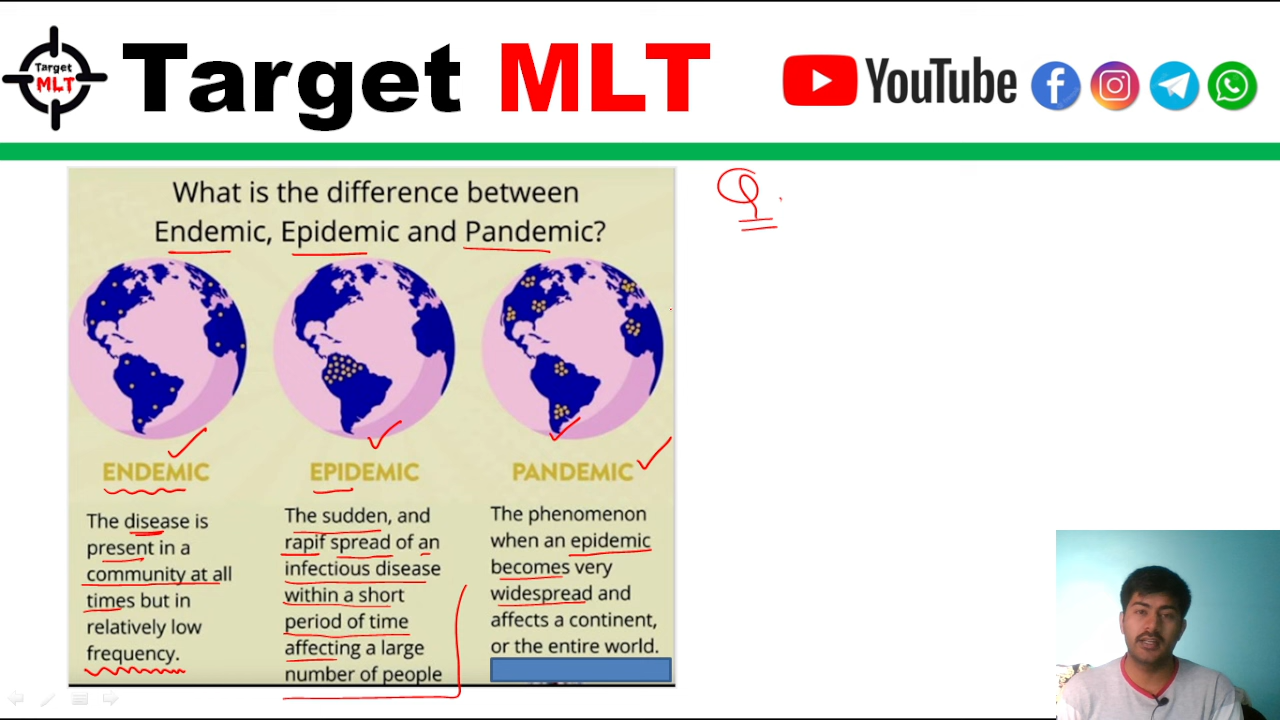 Target
MLT
Target MLT
YouTube
What is the difference between
Endemic, Epidemic and Pandemic?
Q.
ENDEMIC
The disease is
present in a
community at all
times but in
relatively low
frequency.
EPIDEMIC
The sudden, and
rapif spread of an
infectious disease
within a short
period of time
affecting a large
number of people
PANDEMIC
The phenomenon
when an epidemic
becomes very
widespread and
affects a continent,
or the entire world.